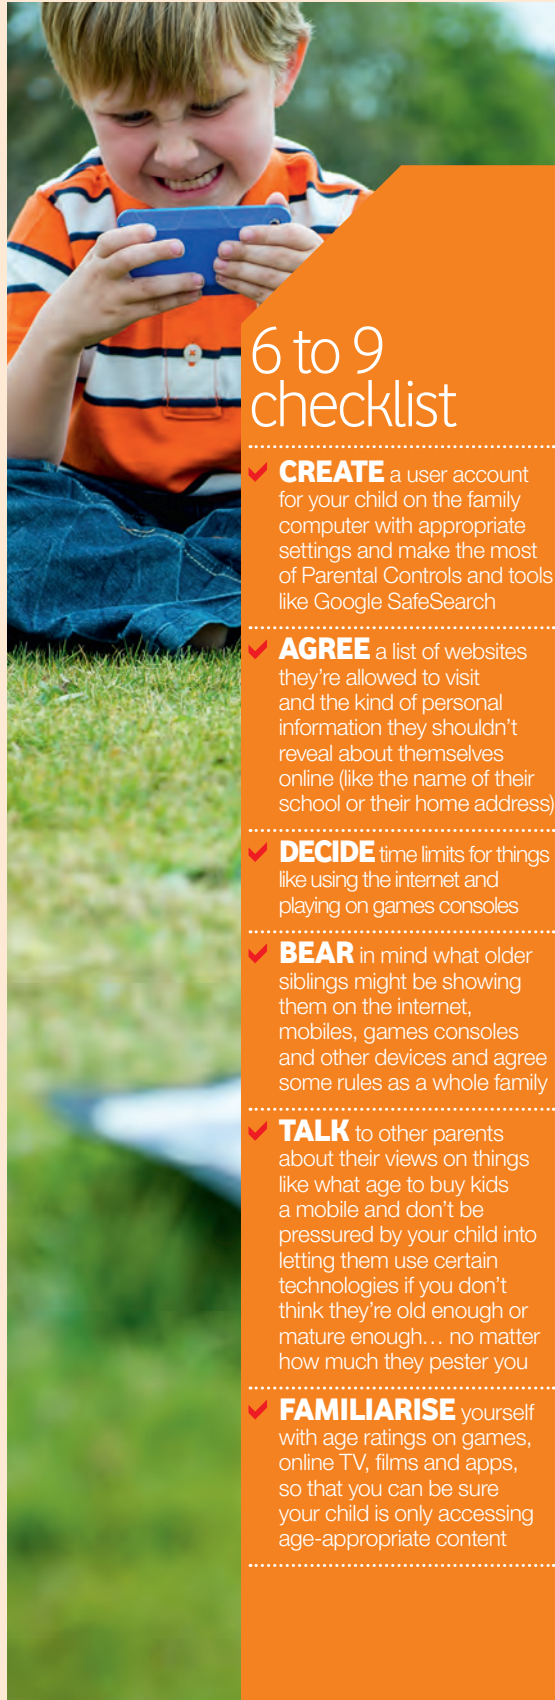 6 to 9
checklist
CREATE a user account
for your child on the family
computer with appropriate
settings and make the most
of Parental Controls and tools
like Google SafeSearch
AGREE a list of websites
they're allowed to visit
and the kind of personal
information they shouldn't
reveal about themselves
online (like the name of their
school or their home address)
DECIDE time limits for things
like using the internet and
playing on games consoles
BEAR in mind what older
siblings might be showing
them on the internet,
mobiles, games consoles
and other devices and agree
some rules as a whole family
TALK to other parents
about their views on things
like what age to buy kids
a mobile and don't be
pressured by your child into
letting them use certain
technologies if you don't
think they're old enough or
mature enough… no matter
how much they pester you
FAMILIARISE yourself
with age ratings on games,
online TV, films and apps,
so that you can be sure
your child is only accessing
age-appropriate content